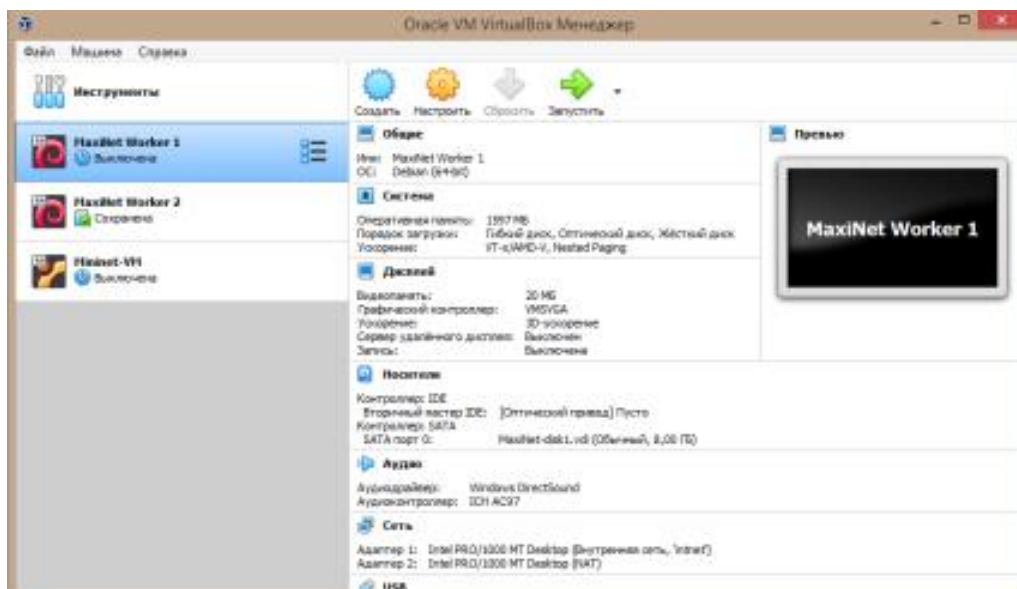 Oracle VM VirtualBox Менеджер
Файл Машина Справка
Инструменты
Создать Настроить Сбросить Запустить
MaxiNet Worker 1
Выключена
MaxiNet Worker 2
Сохранена
Mininet-VM
Выключена
Общие
Имя: MaxiNet Worker 1
ОС: Debian (64-bit)
Система
Оперативная память: 1997 МБ
Порядок загрузки: Гибкий диск, Оптический диск, Жёсткий диск
Ускорение: VT-x/AMD-V, Nested Paging
Дисплей
Видеопамять: 20 МБ
Графический контроллер: VMSVGA
Ускорение: 3D-ускорение
Сервер удалённого дисплея: Выключен
Запись: Выключена
Превью
MaxiNet Worker 1
Носители
Контроллер: IDE
Вторичный мастер IDE: [Оптический привод] Пусто
Контроллер: SATA
SATA порт 0: MaxiNet-disk1.vdi (Обычный, 8,00 ГБ)
Аудио
Аудиодрайвер: Windows DirectSound
Аудиоконтроллер: ICH AC97
Сеть
Адаптер 1: Intel PRO/1000 MT Desktop (Внутренняя сеть, 'intnet')
Адаптер 2: Intel PRO/1000 MT Desktop (NAT)
USB